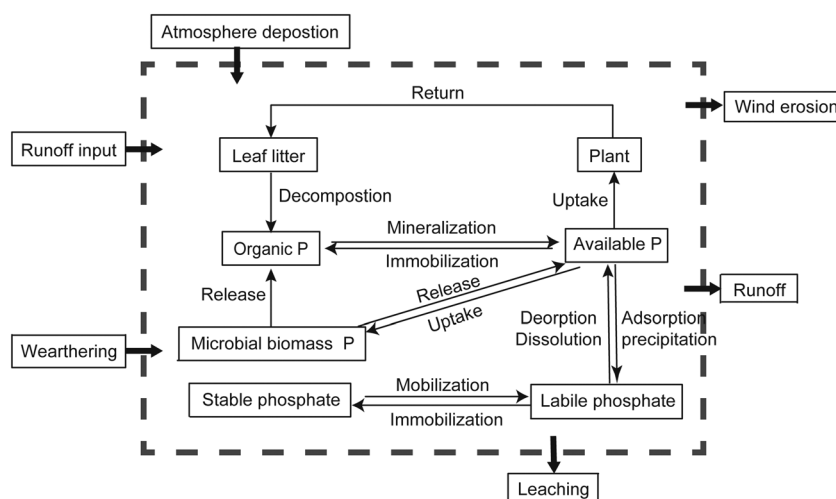 Atmosphere depostion
Return
Wind erosion
Runoff input
Leaf litter
Plant
Decompostion
Uptake
Mineralization
Organic P
Available P
Immobilization
Release
Release
Uptake
Runoff
Deorption
Dissolution
Adsorption
precipitation
Wearthering
Microbial biomass P
Mobilization
Stable phosphate
Labile phosphate
Immobilization
Leaching